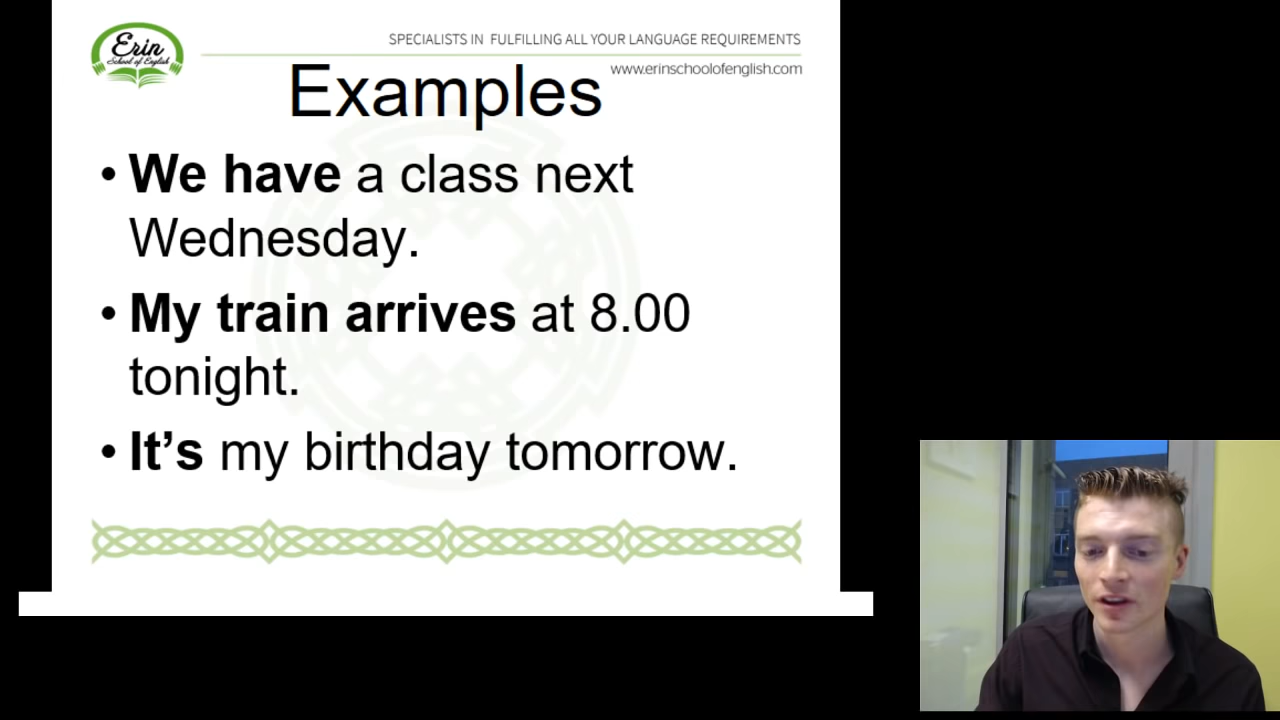 Erin
School of English
SPECIALISTS IN FULFILLING ALL YOUR LANGUAGE REQUIREMENTS
www.erinschoolofenglish.com
Examples
• We have a class next
Wednesday.
• My train arrives at 8.00
tonight.
• It’s my birthday tomorrow.